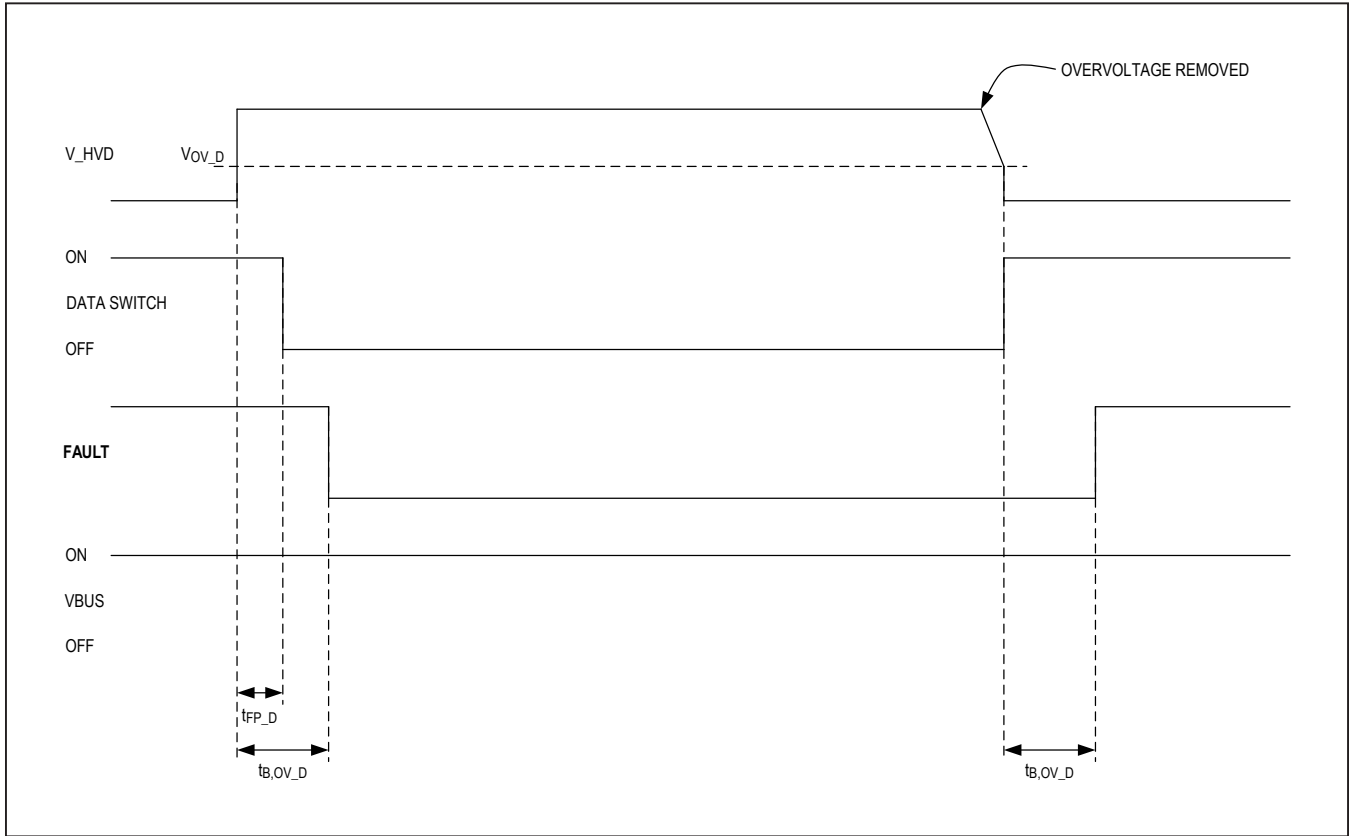 OVERVOLTAGE REMOVED
V_HVD VOV_D
ON
DATA SWITCH
OFF
FAULT
ON
VBUS
OFF
tFP_D
tB,OV_D tB,OV_D